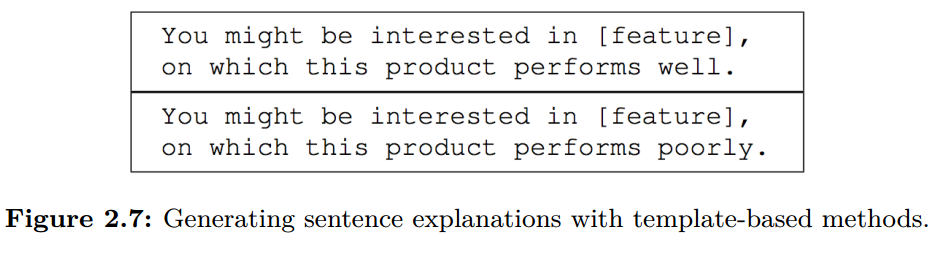 You might be interested in [feature],
on which this product performs well.
You might be interested in [feature],
on which this product performs poorly.
Figure 2.7: Generating sentence explanations with template-based methods.